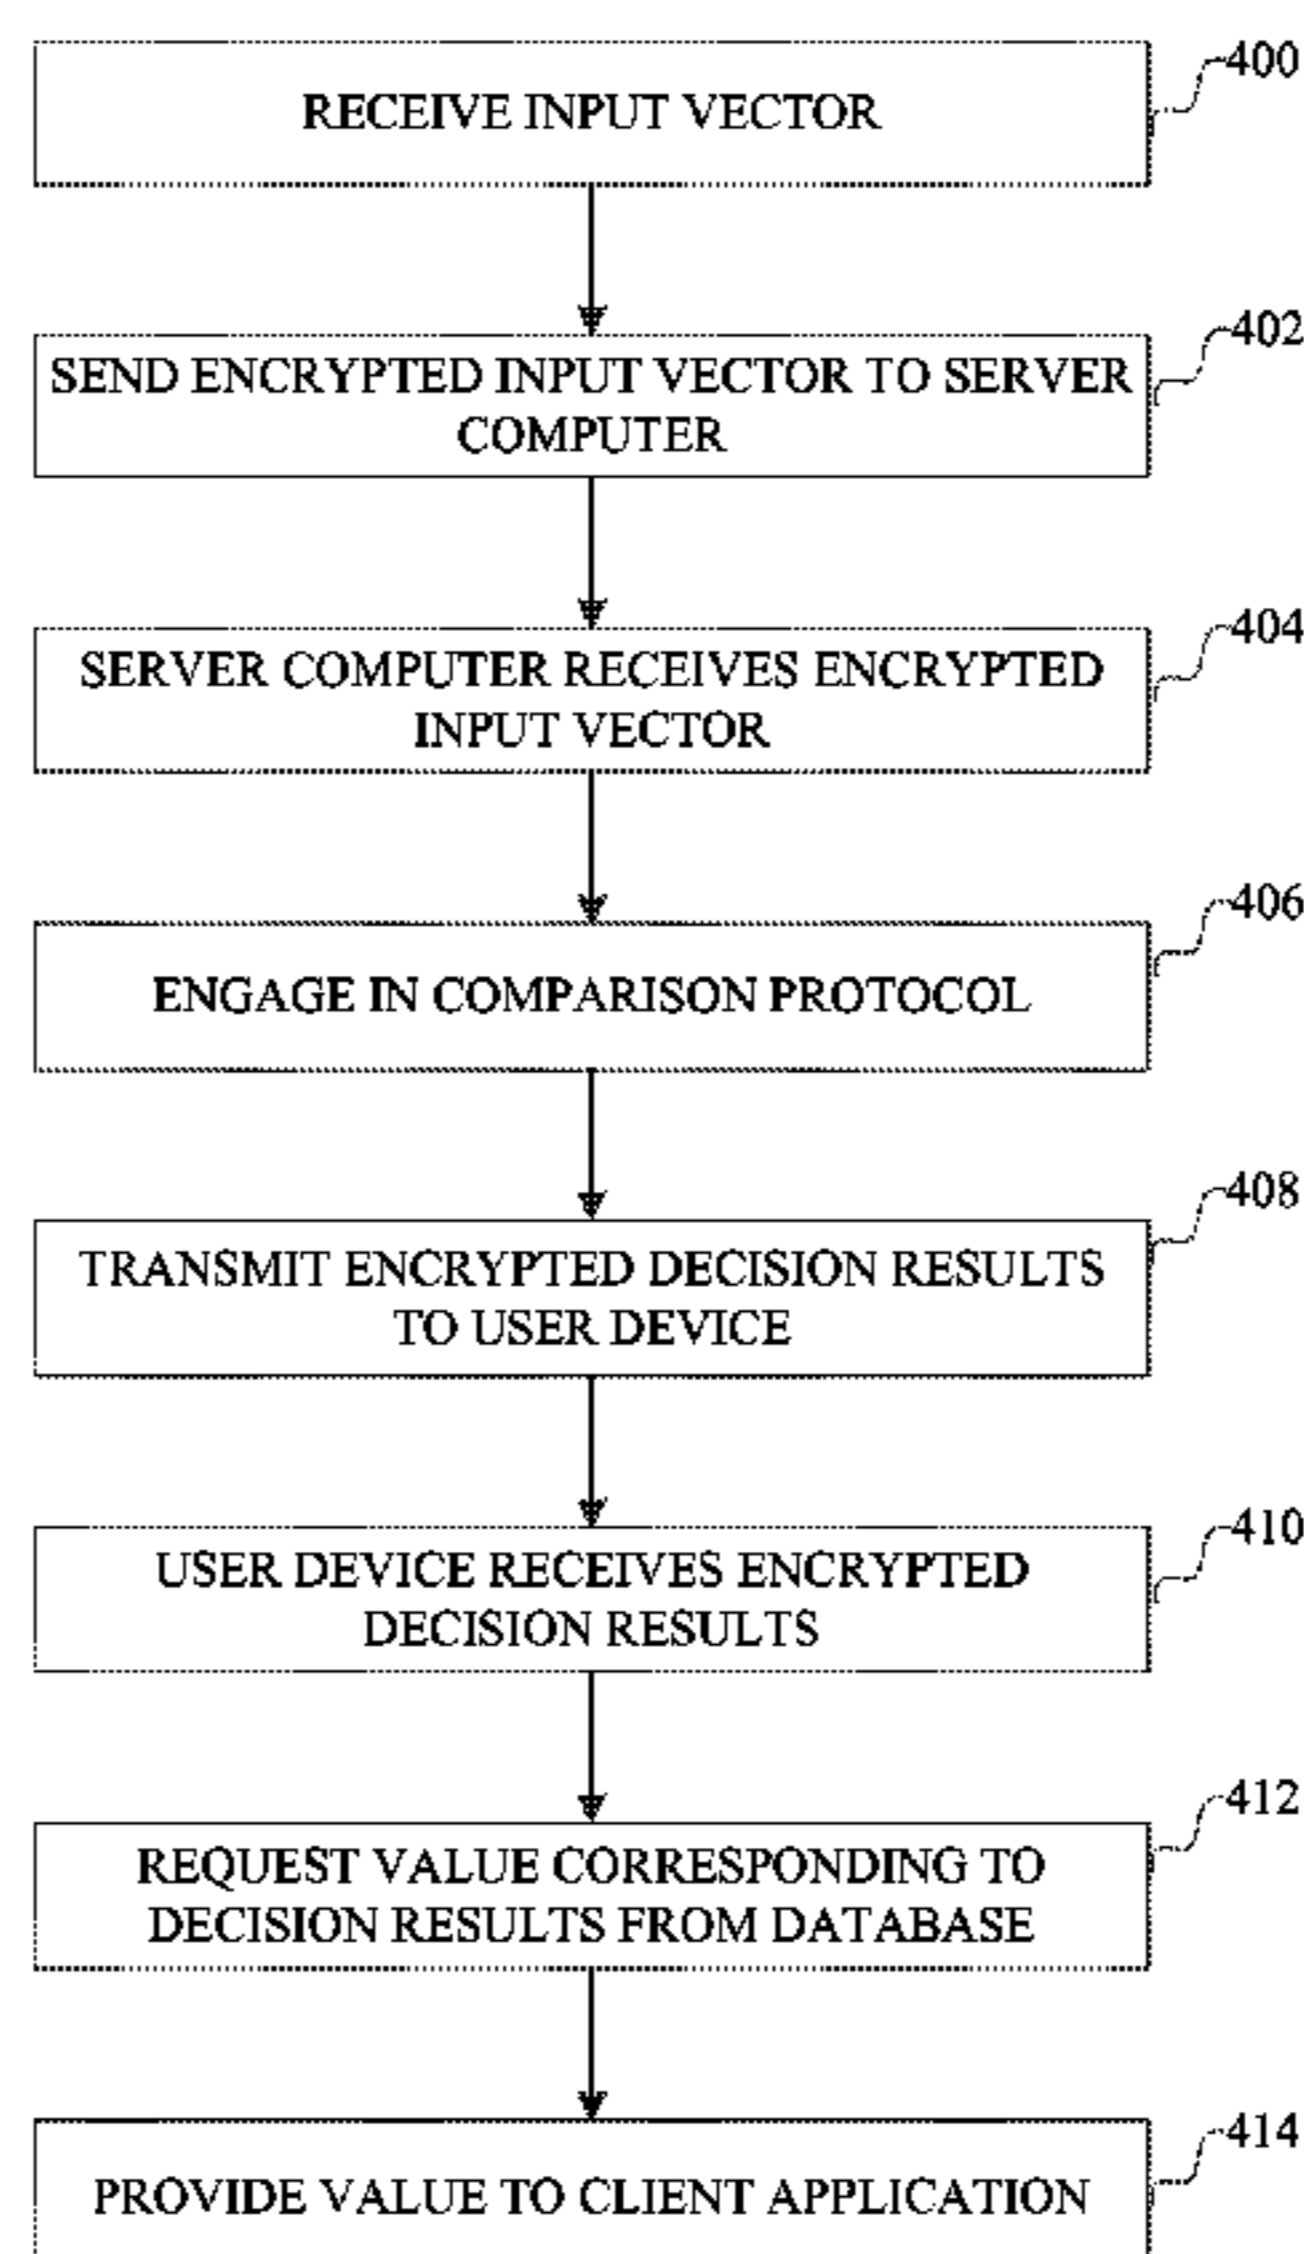 400
RECEIVE INPUT VECTOR
402
SEND ENCRYPTED INPUT VECTOR TO SERVER
COMPUTER
404
SERVER COMPUTER RECEIVES ENCRYPTED
INPUT VECTOR
406
ENGAGE IN COMPARISON PROTOCOL
408
TRANSMIT ENCRYPTED DECISION RESULTS
TO USER DEVICE
410
USER DEVICE RECEIVES ENCRYPTED
DECISION RESULTS
412
REQUEST VALUE CORRESPONDING TO
DECISION RESULTS FROM DATABASE
414
PROVIDE VALUE TO CLIENT APPLICATION